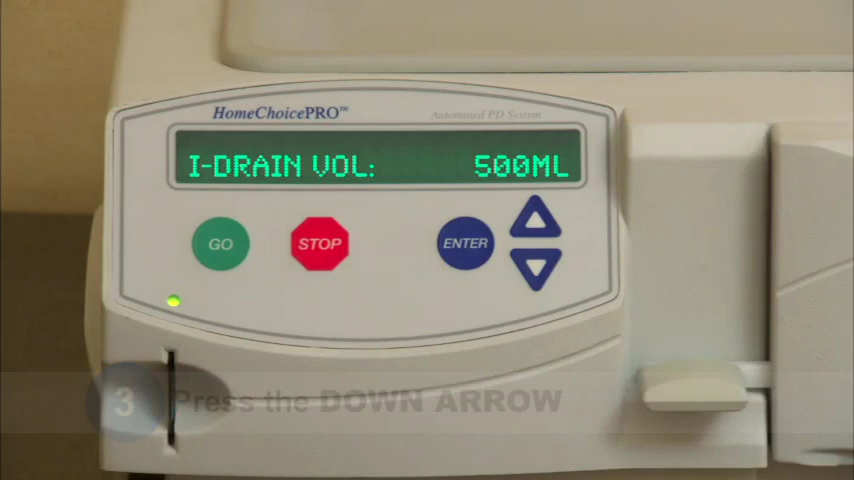 HomeChoicePRO™ Automated PD System
I-DRAIN VOL: 500ML
GO STOP ENTER
3 Press the DOWN ARROW